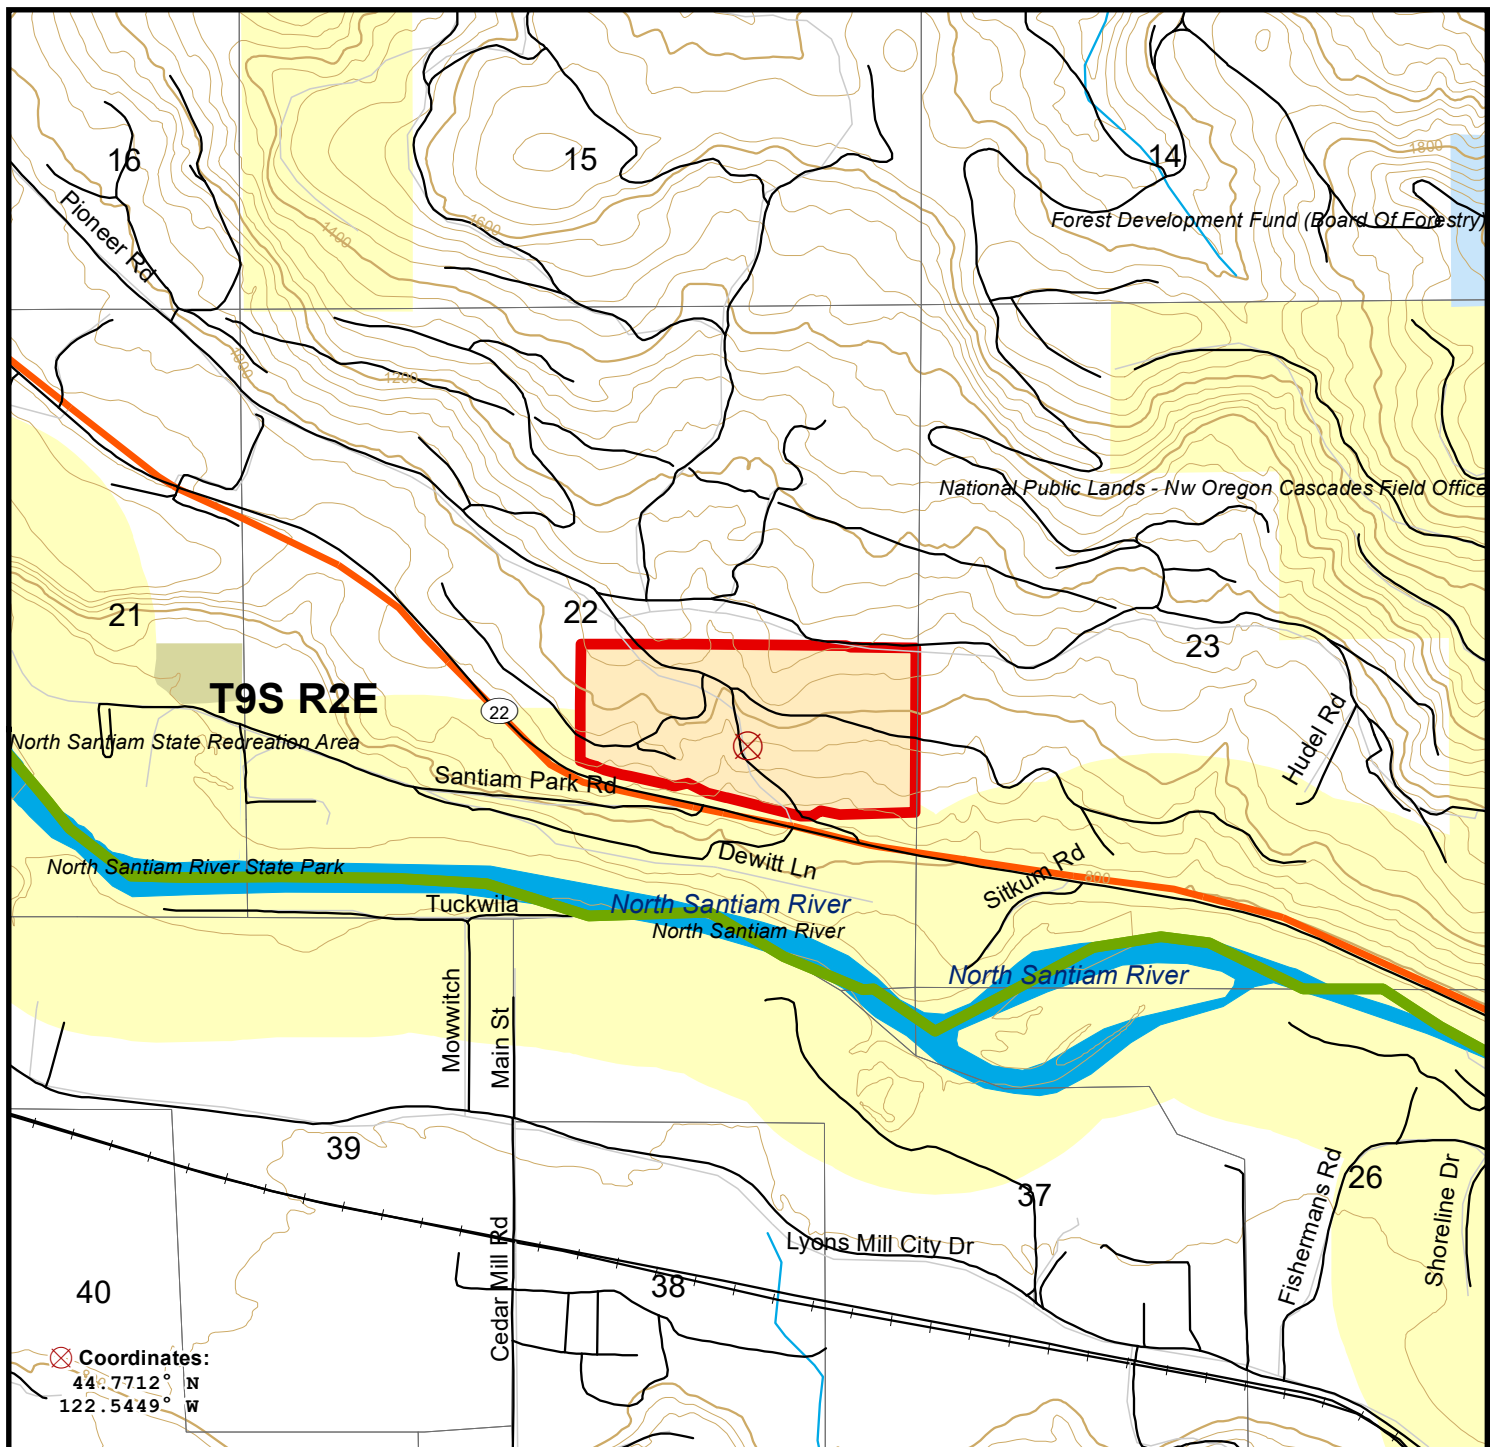 16
15
14
1800
Pioneer Rd
1600
1400
Forest Development Fund (Board Of Forestry)
1000
1200
National Public Lands - Nw Oregon Cascades Field Office
21
22
23
T9S R2E
22
North Santiam State Recreation Area
Santiam Park Rd
Hudel Rd
Dewitt Ln
Sitkum Rd
800
North Santiam River State Park
Tuckwila
North Santiam River
North Santiam River
North Santiam River
Mowwitch
Main St
39
37
26
Fishermans Rd
Shoreline Dr
Lyons Mill City Dr
Cedar Mill Rd
38
40
Coordinates:
44.7712° N
122.5449° W